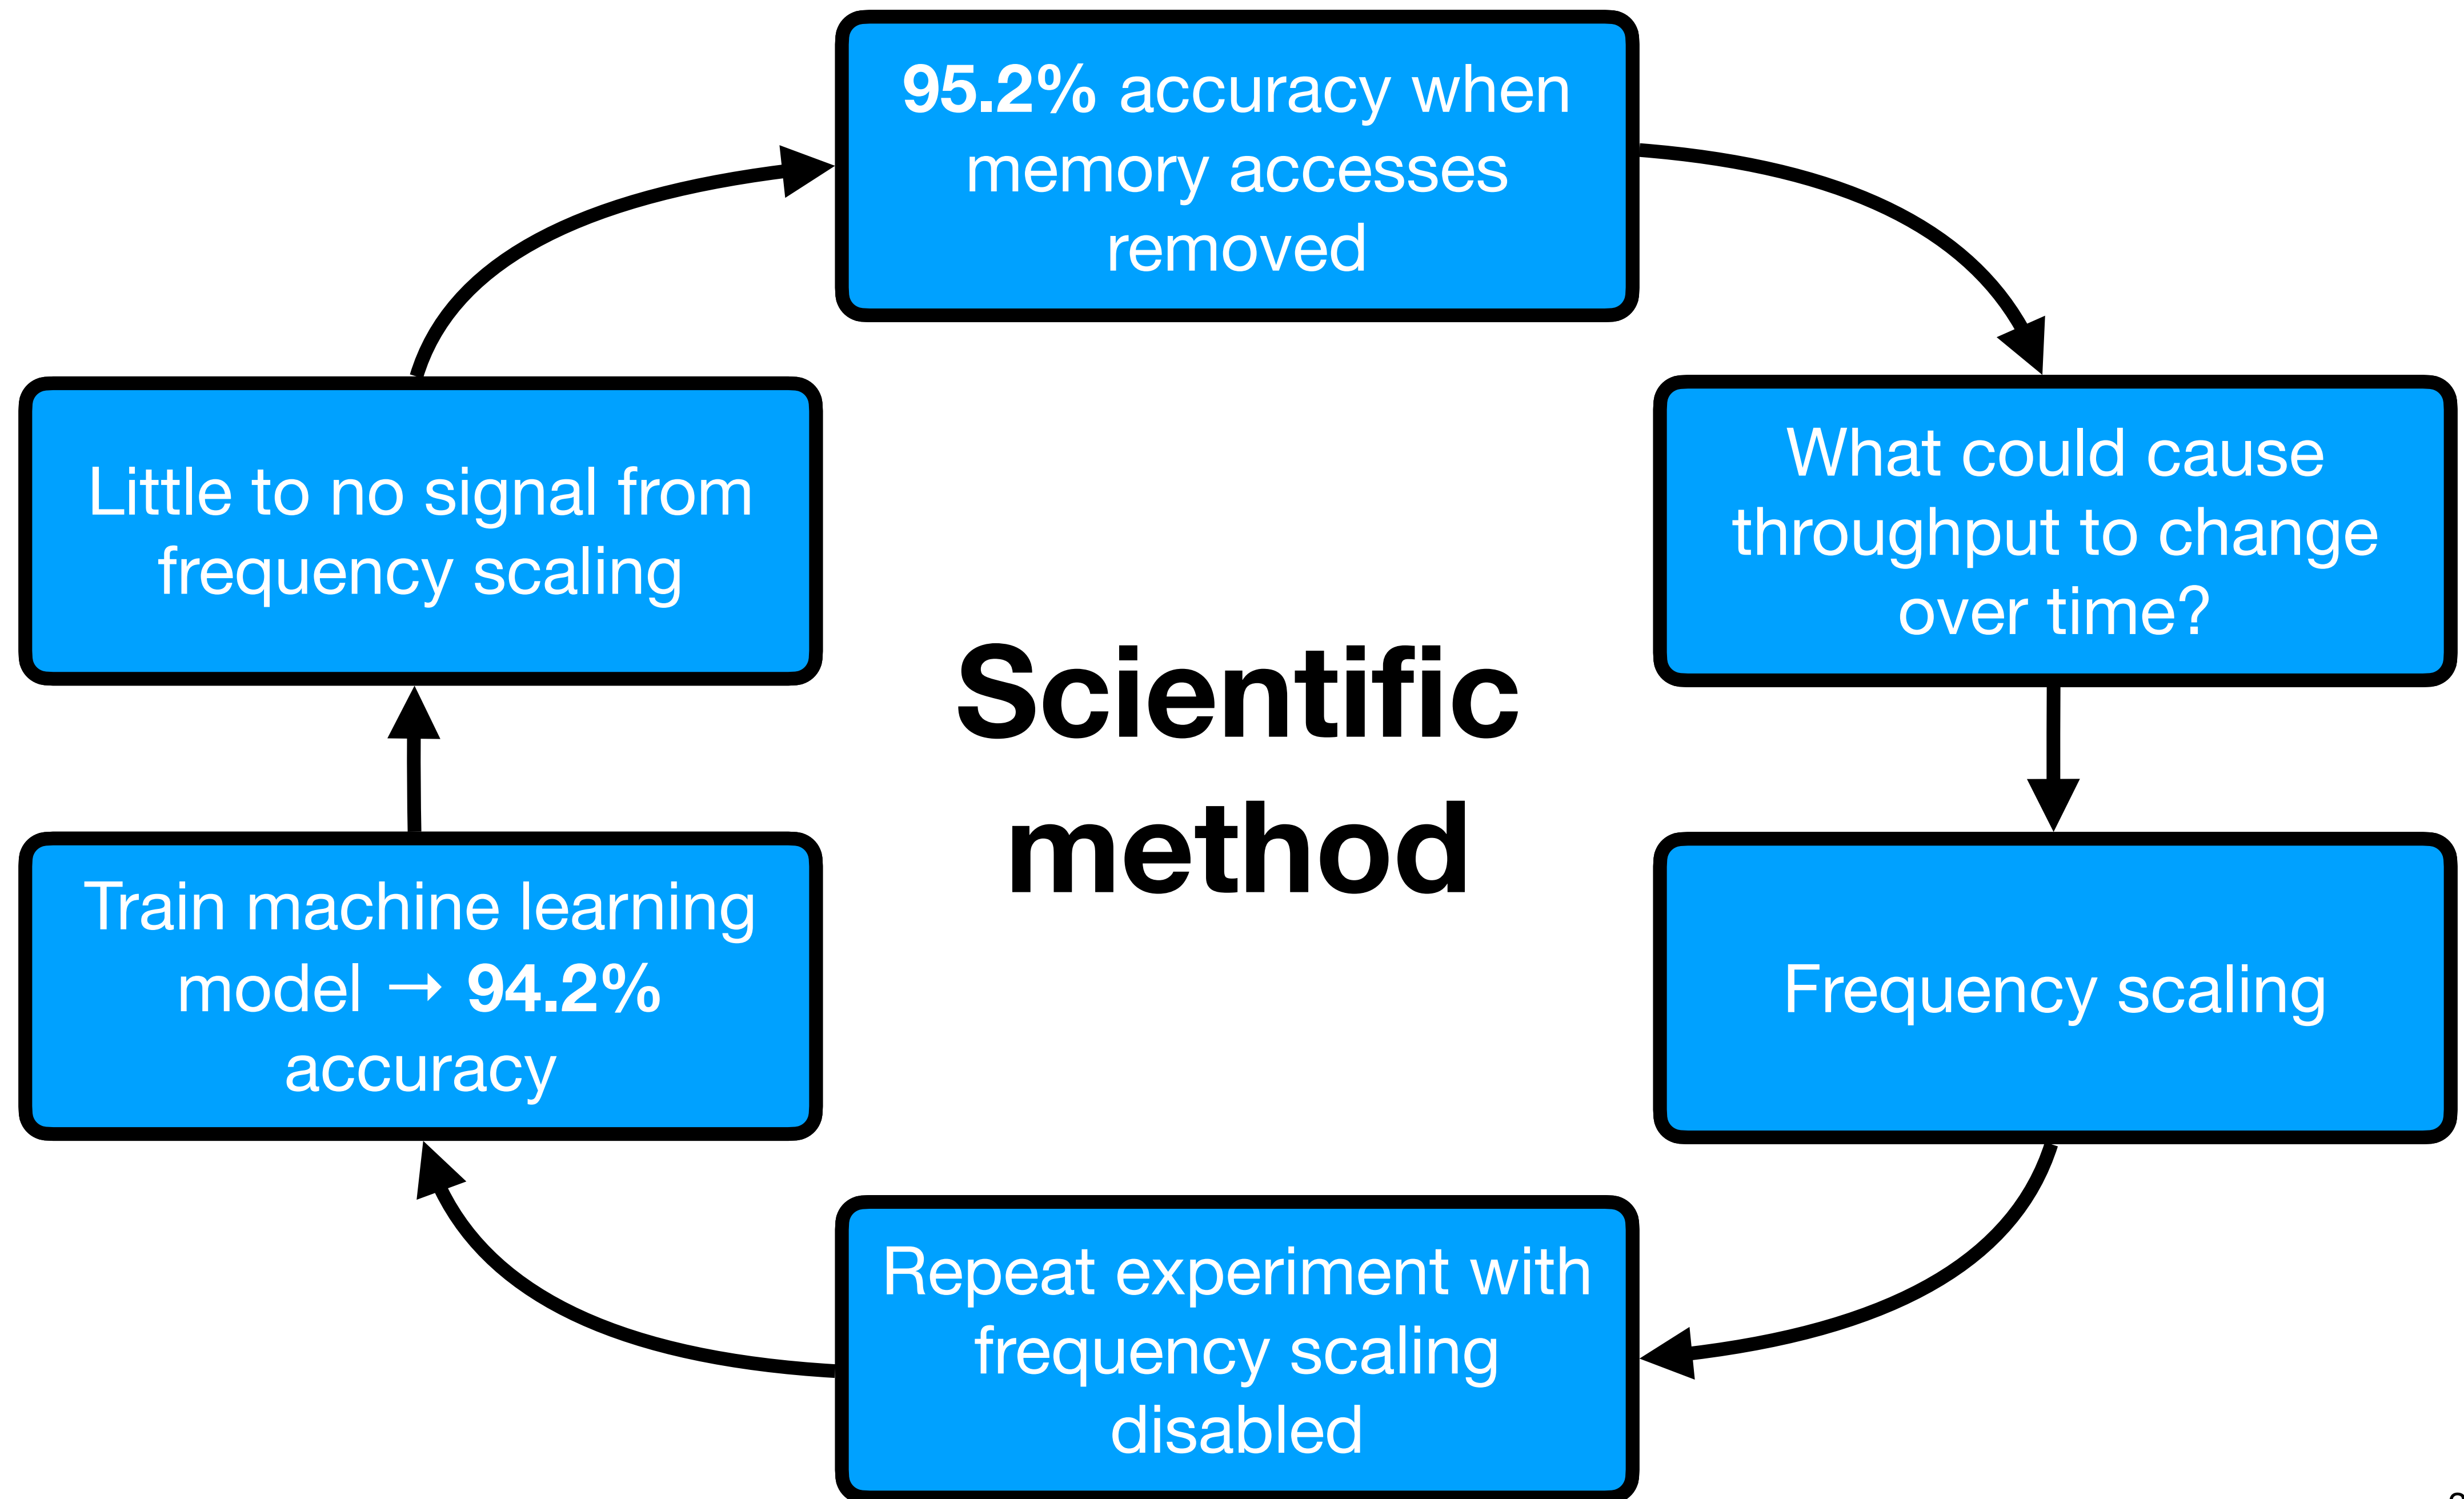 95.2% accuracy when
memory accesses
removed
What could cause
throughput to change
over time?
Frequency scaling
Repeat experiment with
frequency scaling
disabled
Train machine learning
model → 94.2%
accuracy
Little to no signal from
frequency scaling
Scientific
method